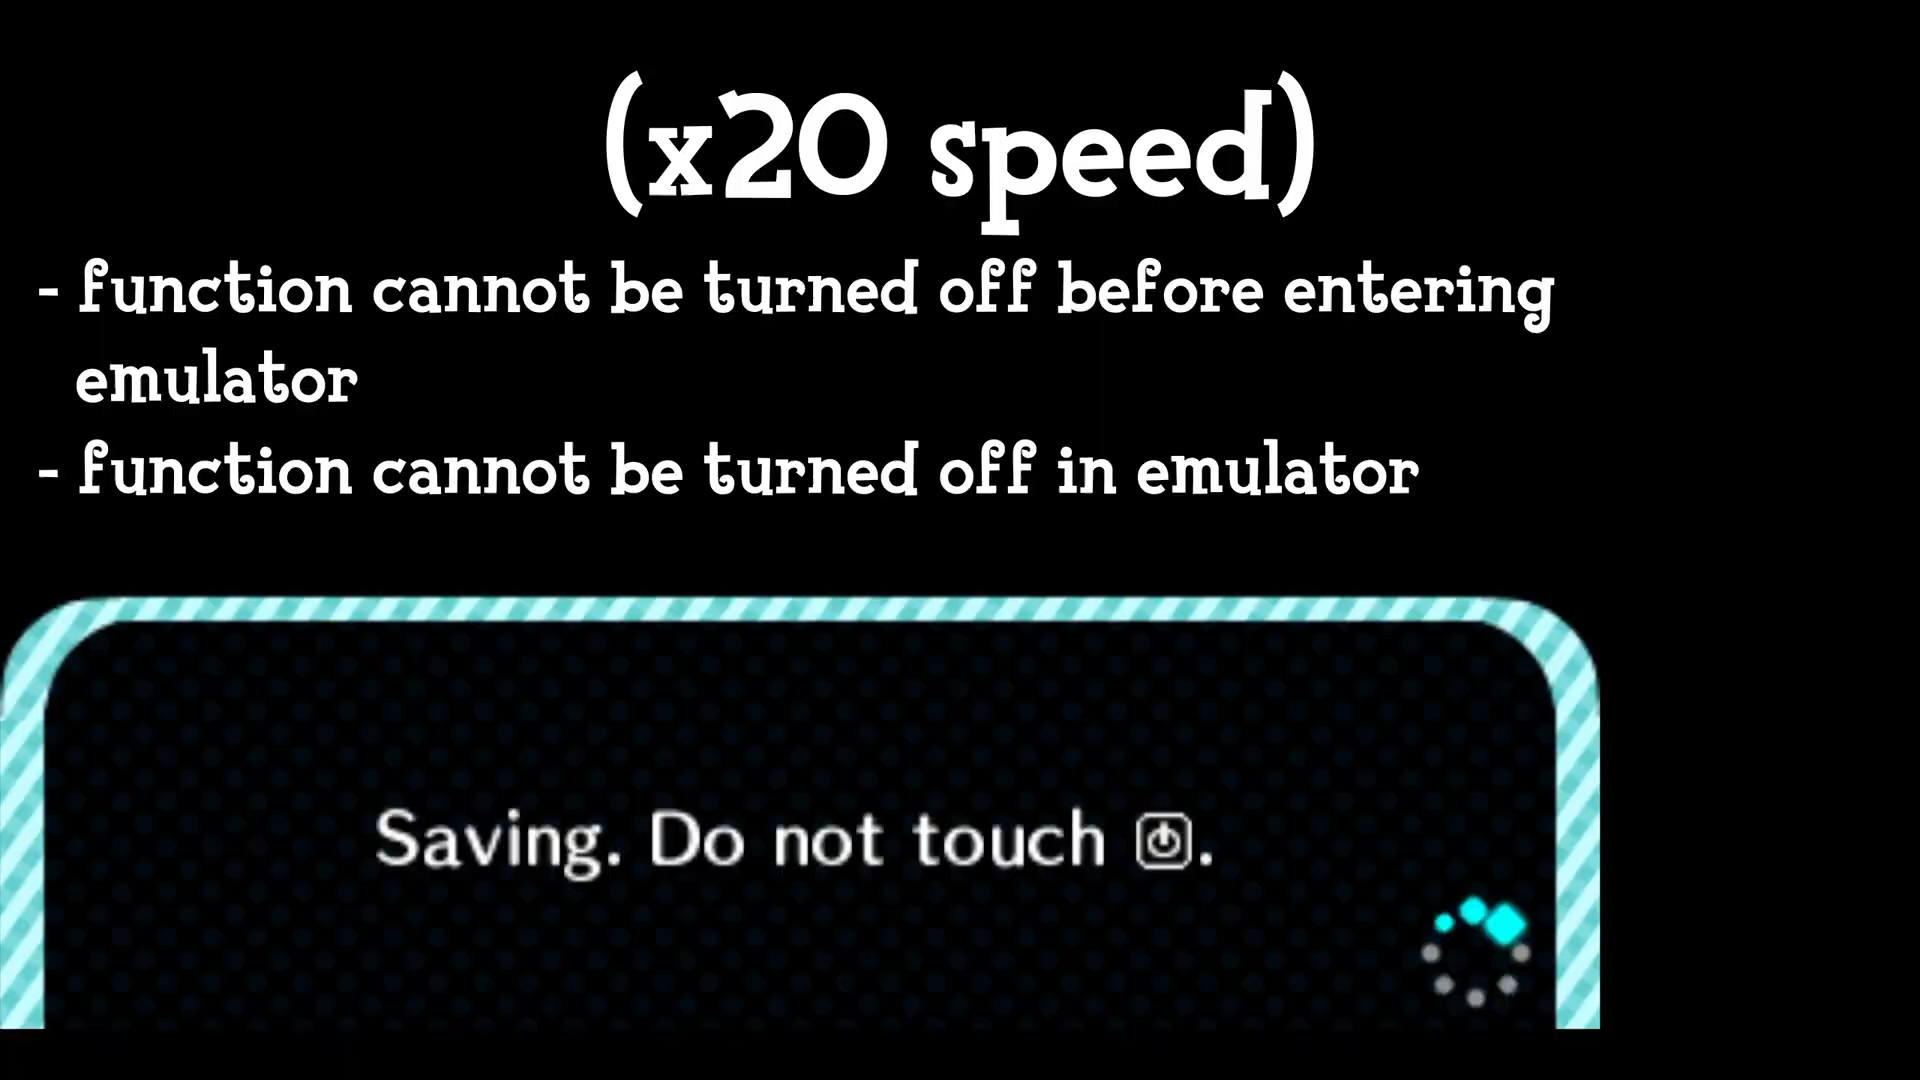 (x20 speed)
- function cannot be turned off before entering
emulator
- function cannot be turned off in emulator
Saving. Do not touch ⏻.